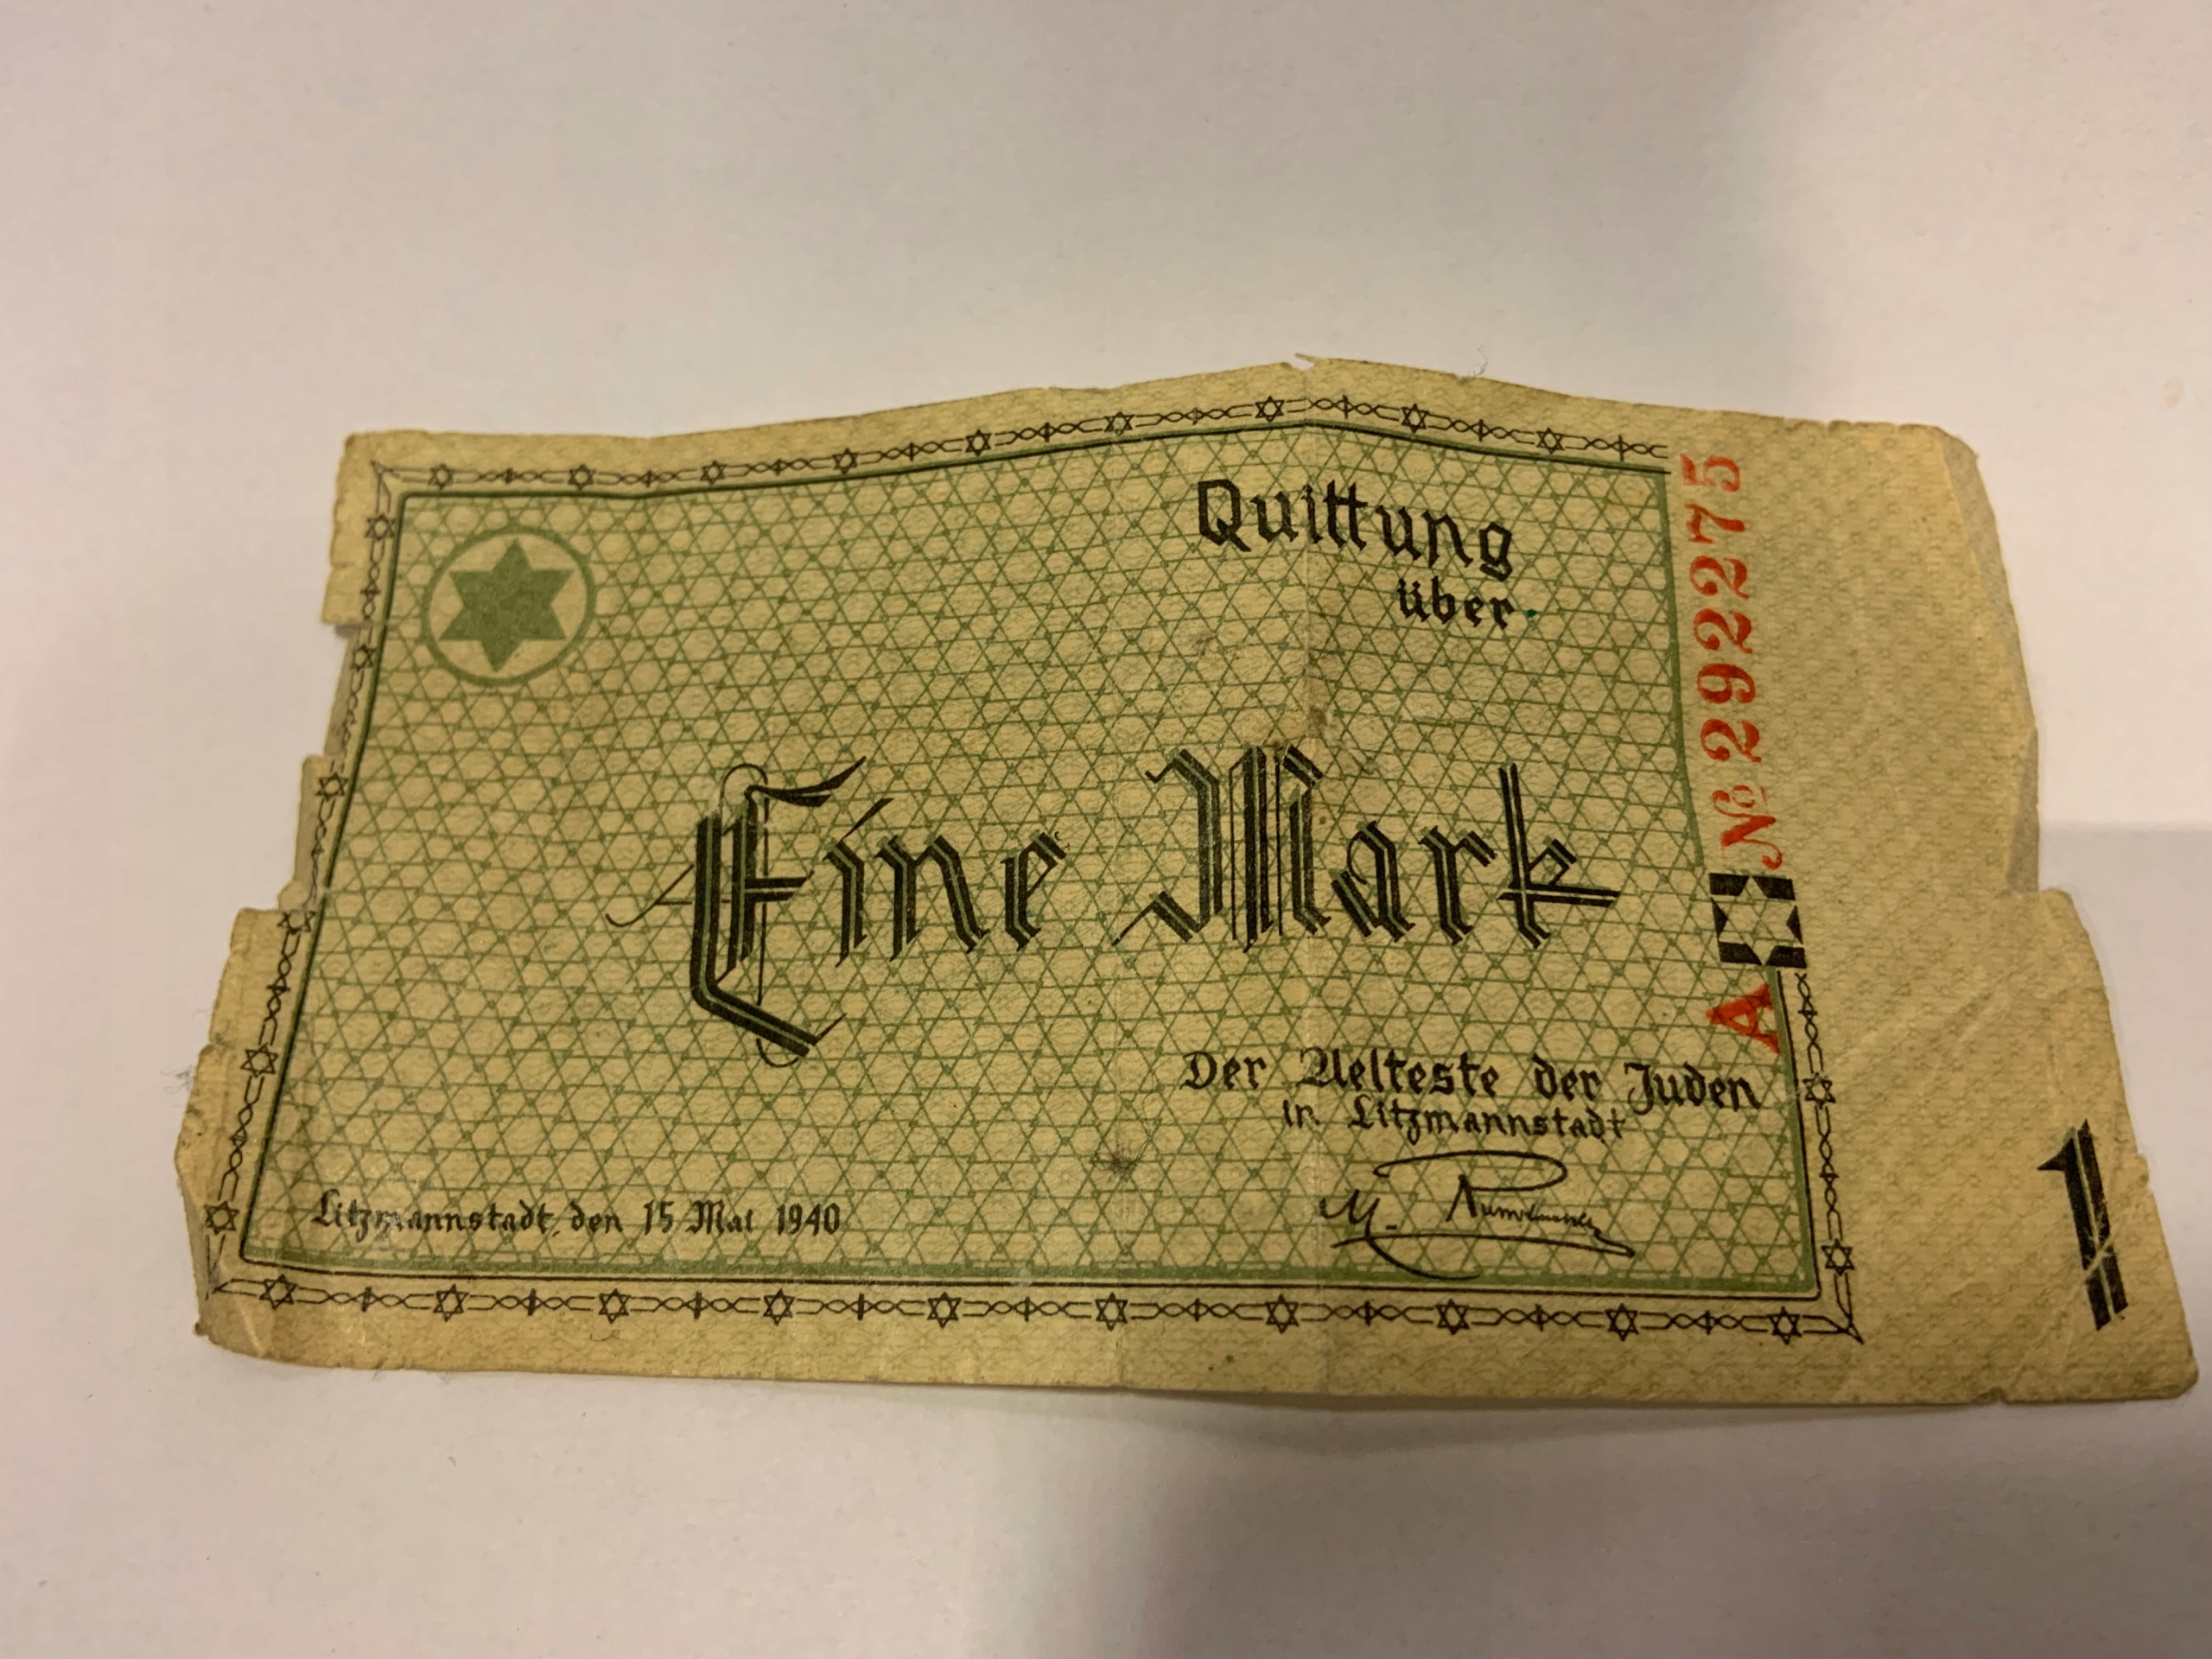 Quittung
über
Eine Mark
Der Aelteste der Juden
in Litzmannstadt
Litzmannstadt, den 15 Mai 1940
A № 292275
1